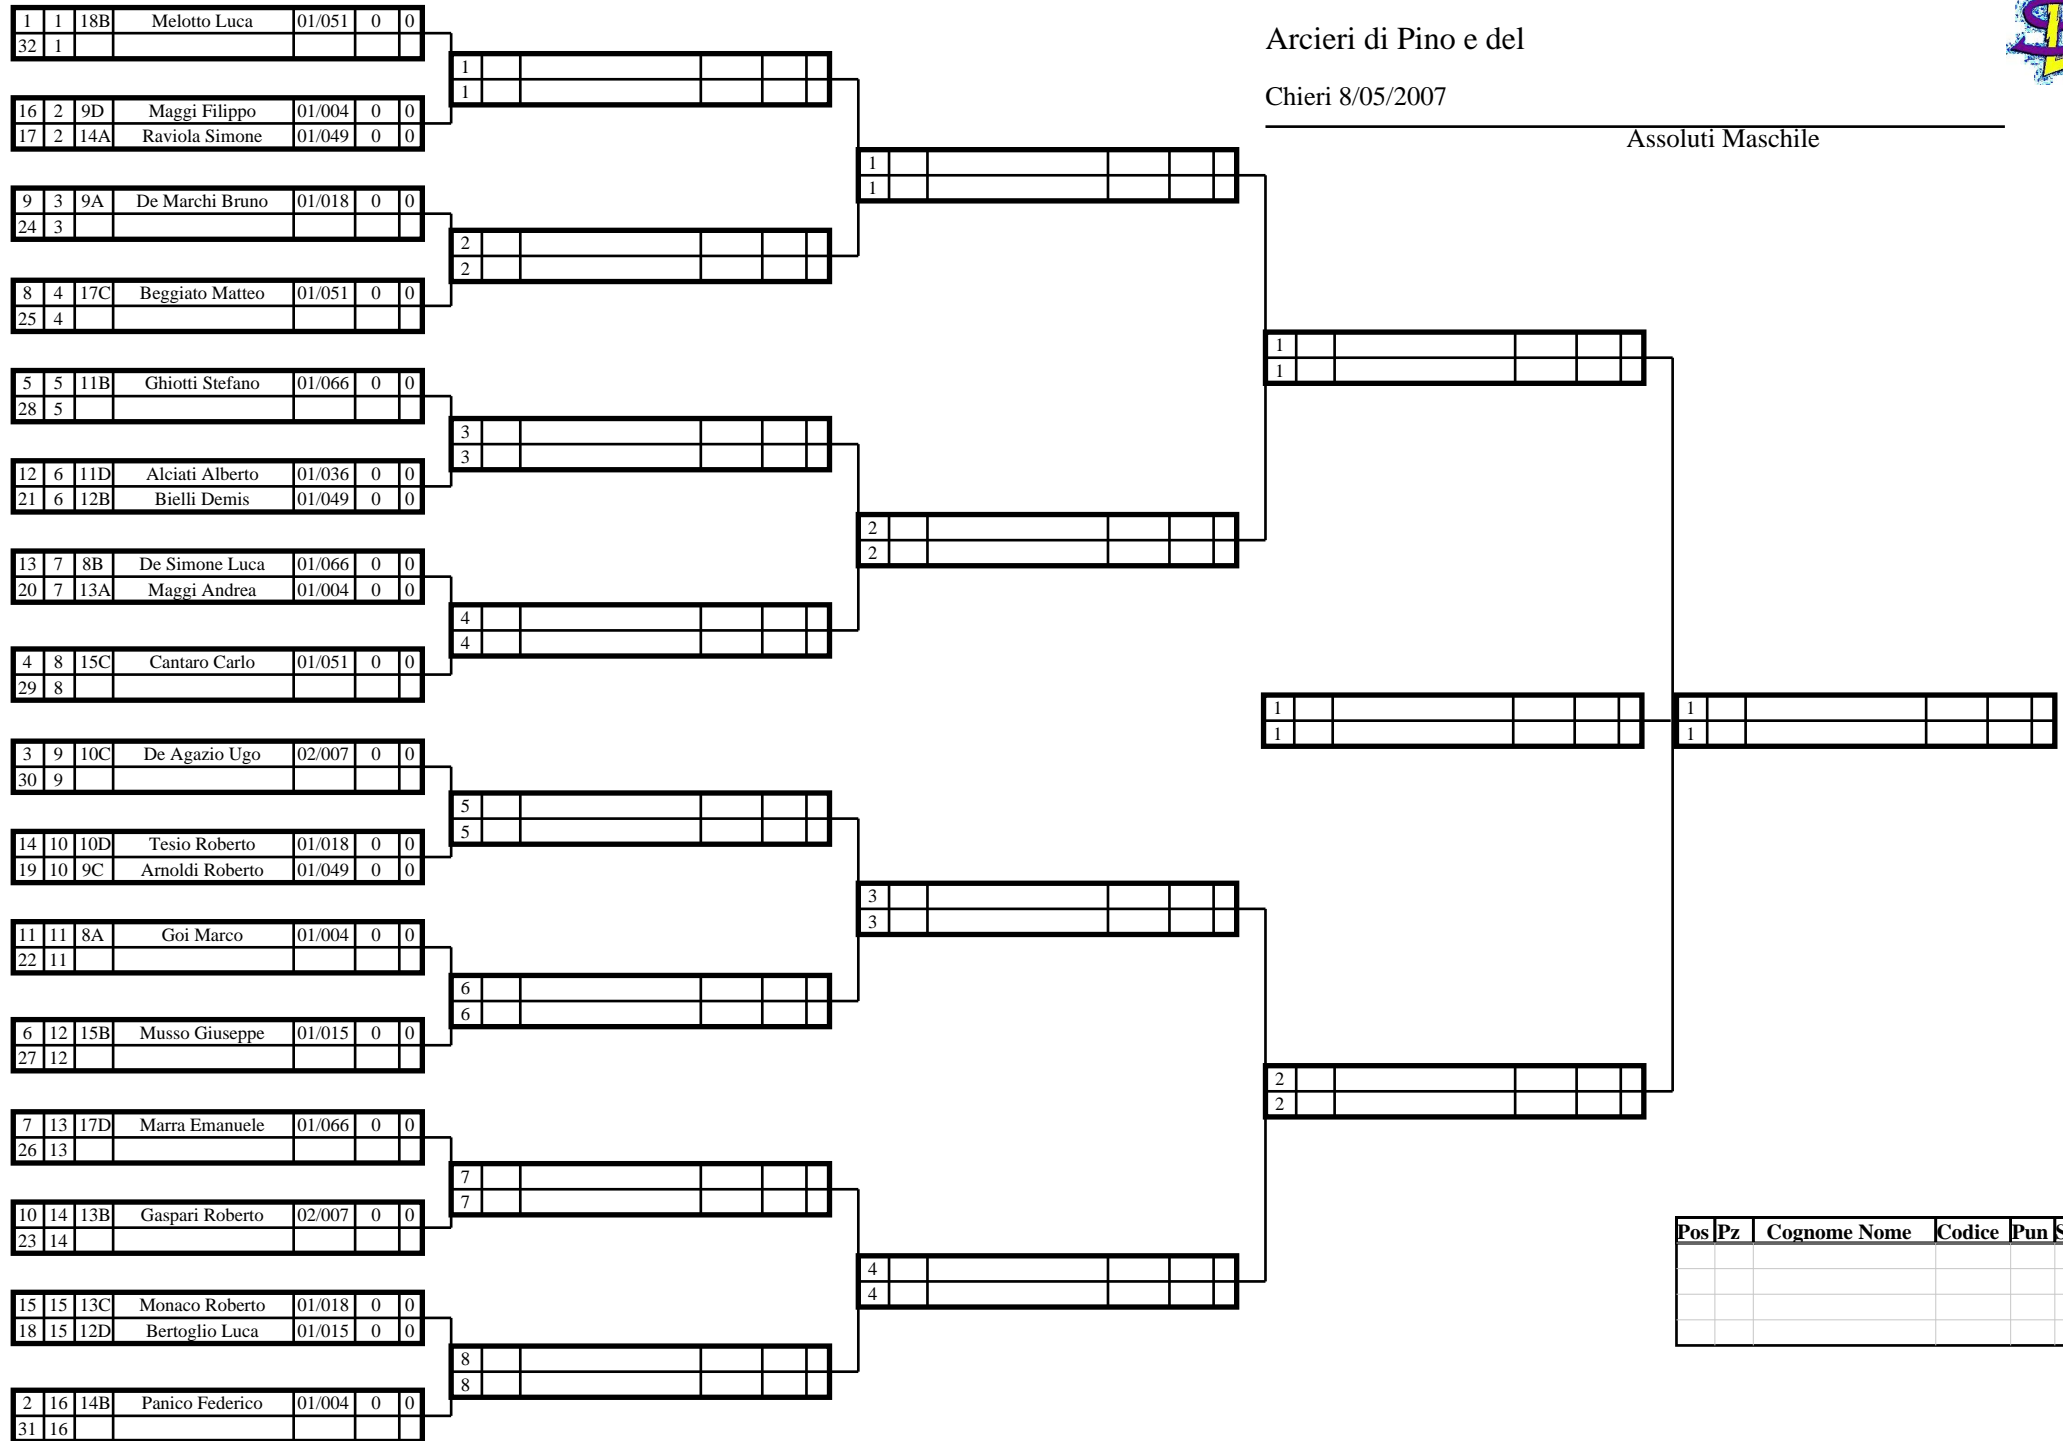 Arcieri di Pino e del
Chieri 8/05/2007
Assoluti Maschile
1 1 18B Melotto Luca 01/051 0 0
32 1
16 2 9D Maggi Filippo 01/004 0 0
17 2 14A Raviola Simone 01/049 0 0
9 3 9A De Marchi Bruno 01/018 0 0
24 3
8 4 17C Beggiato Matteo 01/051 0 0
25 4
5 5 11B Ghiotti Stefano 01/066 0 0
28 5
12 6 11D Alciati Alberto 01/036 0 0
21 6 12B Bielli Demis 01/049 0 0
13 7 8B De Simone Luca 01/066 0 0
20 7 13A Maggi Andrea 01/004 0 0
4 8 15C Cantaro Carlo 01/051 0 0
29 8
3 9 10C De Agazio Ugo 02/007 0 0
30 9
14 10 10D Tesio Roberto 01/018 0 0
19 10 9C Arnoldi Roberto 01/049 0 0
11 11 8A Goi Marco 01/004 0 0
22 11
6 12 15B Musso Giuseppe 01/015 0 0
27 12
7 13 17D Marra Emanuele 01/066 0 0
26 13
10 14 13B Gaspari Roberto 02/007 0 0
23 14
15 15 13C Monaco Roberto 01/018 0 0
18 15 12D Bertoglio Luca 01/015 0 0
2 16 14B Panico Federico 01/004 0 0
31 16
1
1
2
2
3
3
4
4
5
5
6
6
7
7
8
8
1
1
2
2
3
3
4
4
1
1
2
2
1
1
1
1
Pos Pz Cognome Nome Codice Pun